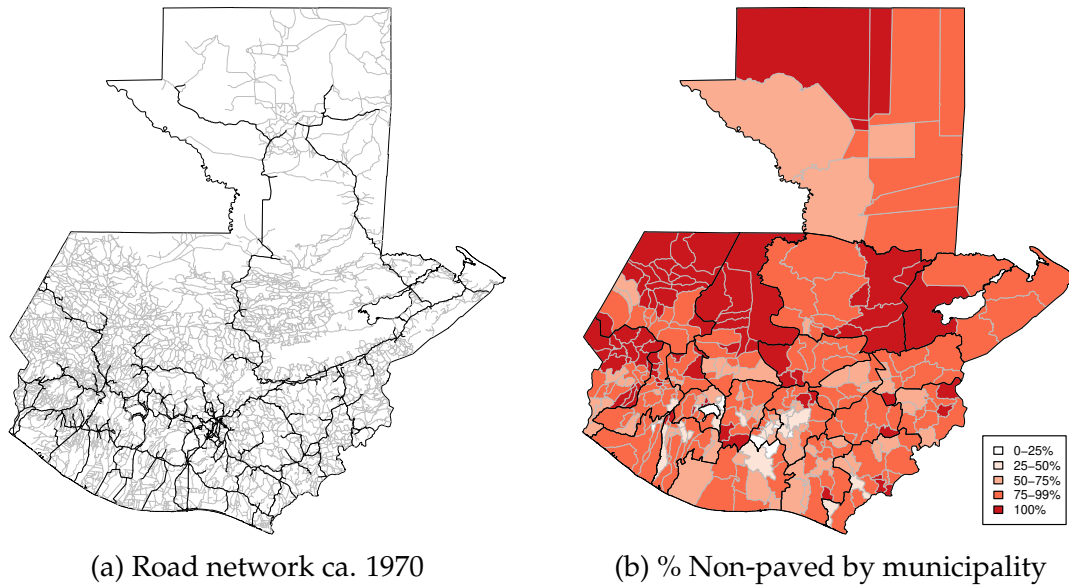 0–25%
25–50%
50–75%
75–99%
100%
(a) Road network ca. 1970
(b) % Non-paved by municipality